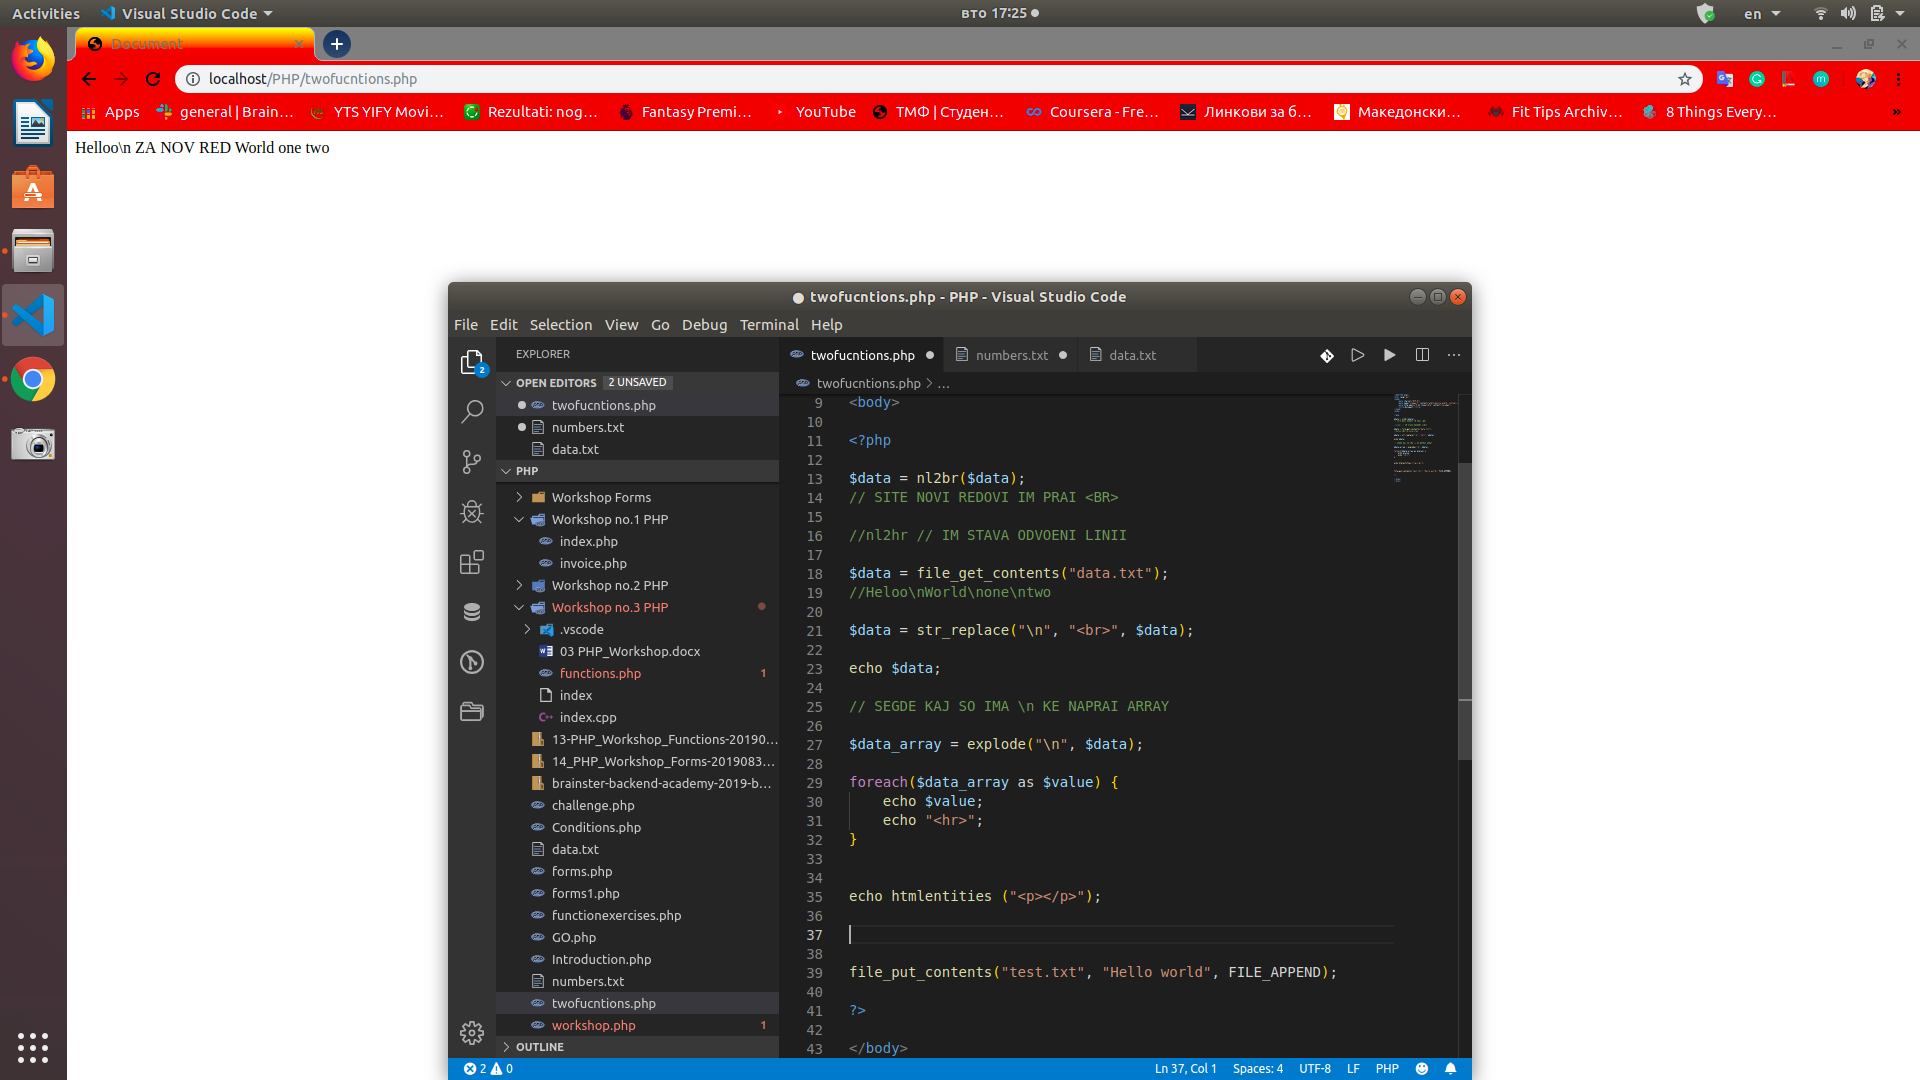 Activities
Visual Studio Code
вто 17:25
en
Document
localhost/PHP/twofucntions.php
Apps
general | Brain…
YTS YIFY Movi…
Rezultati: nog…
Fantasy Premi…
YouTube
ТМФ | Студен…
Coursera - Fre…
Линкови за б…
Македонски…
Fit Tips Archiv…
8 Things Every…
»
Helloo\n ZA NOV RED World one two
● twofucntions.php - PHP - Visual Studio Code
File Edit Selection View Go Debug Terminal Help
2
EXPLORER
OPEN EDITORS 2 UNSAVED
twofucntions.php
numbers.txt
data.txt
PHP
Workshop Forms
Workshop no.1 PHP
index.php
invoice.php
Workshop no.2 PHP
Workshop no.3 PHP
.vscode
03 PHP_Workshop.docx
functions.php 1
index
index.cpp
13-PHP_Workshop_Functions-20190…
14_PHP_Workshop_Forms-2019083…
brainster-backend-academy-2019-b…
challenge.php
Conditions.php
data.txt
forms.php
forms1.php
functionexercises.php
GO.php
Introduction.php
numbers.txt
twofucntions.php
workshop.php 1
OUTLINE
twofucntions.php
numbers.txt
data.txt
twofucntions.php > …
9 <body>
10
11 <?php
12
13 $data = nl2br($data);
14 // SITE NOVI REDOVI IM PRAI <BR>
15
16 //nl2hr // IM STAVA ODVOENI LINII
17
18 $data = file_get_contents("data.txt");
19 //Heloo\nWorld\none\ntwo
20
21 $data = str_replace("\n", "<br>", $data);
22
23 echo $data;
24
25 // SEGDE KAJ SO IMA \n KE NAPRAI ARRAY
26
27 $data_array = explode("\n", $data);
28
29 foreach($data_array as $value) {
30 echo $value;
31 echo "<hr>";
32 }
33
34
35 echo htmlentities ("<p></p>");
36
37
38
39 file_put_contents("test.txt", "Hello world", FILE_APPEND);
40
41 ?>
42
43 </body>
2 0
Ln 37, Col 1 Spaces: 4 UTF-8 LF PHP